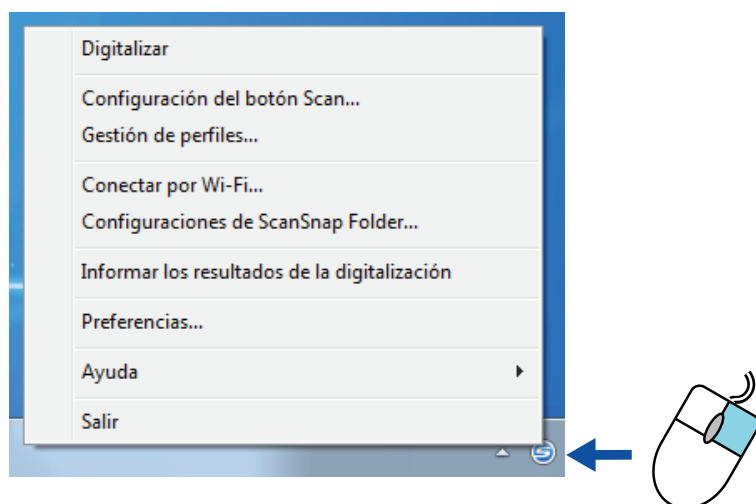 Digitalizar
Configuración del botón Scan...
Gestión de perfiles...
Conectar por Wi-Fi...
Configuraciones de ScanSnap Folder...
Informar los resultados de la digitalización
Preferencias...
Ayuda
Salir